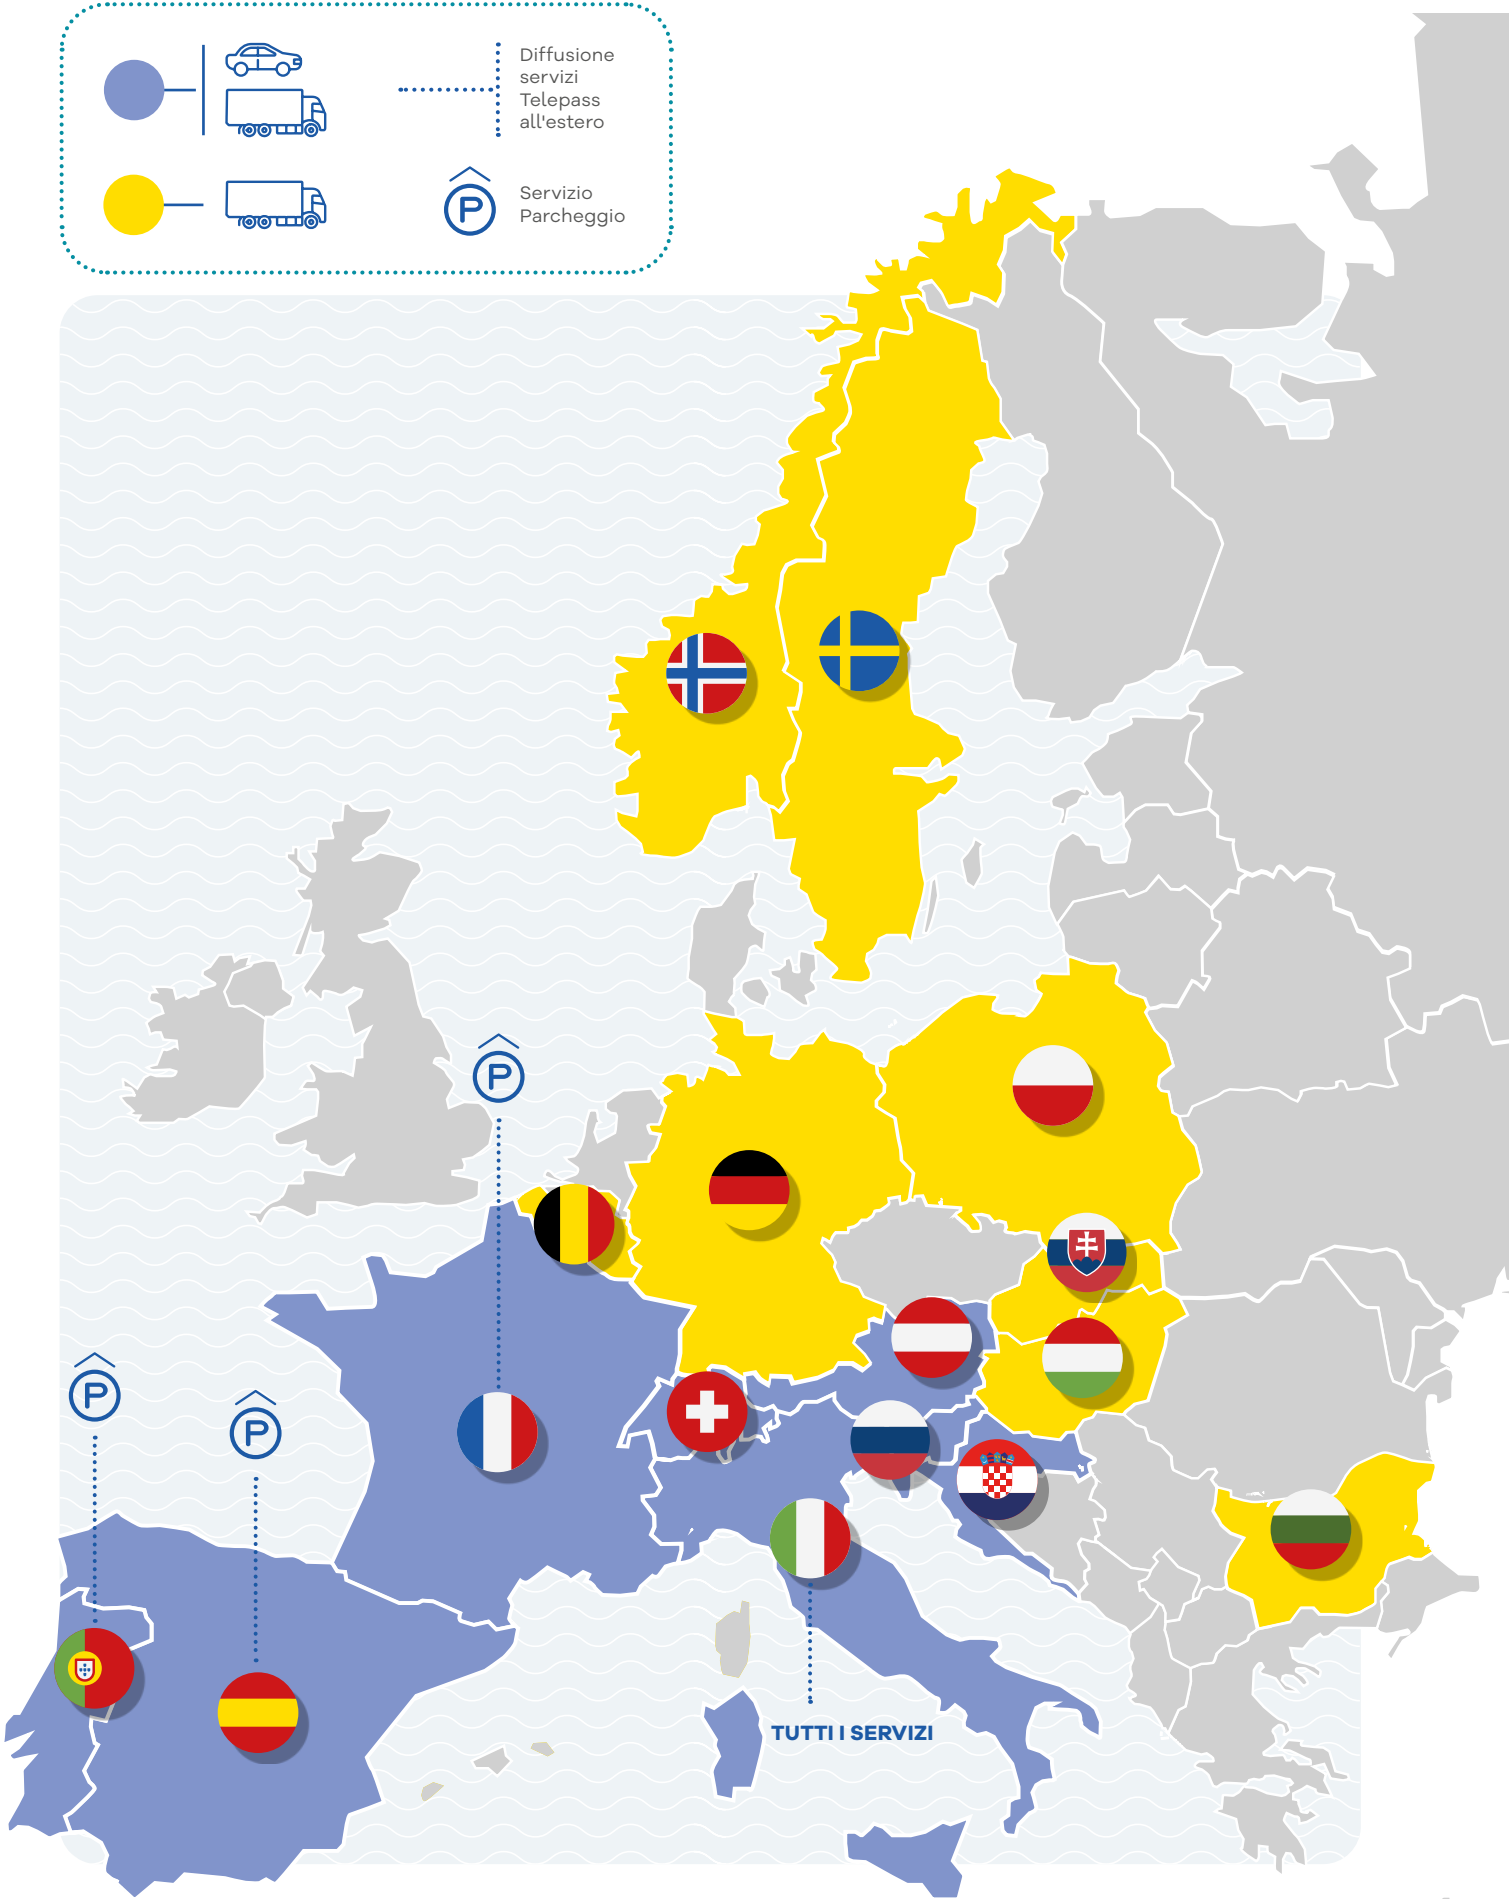 Diffusione
servizi
Telepass
all'estero
P
Servizio
Parcheggio
P
P
P
TUTTI I SERVIZI